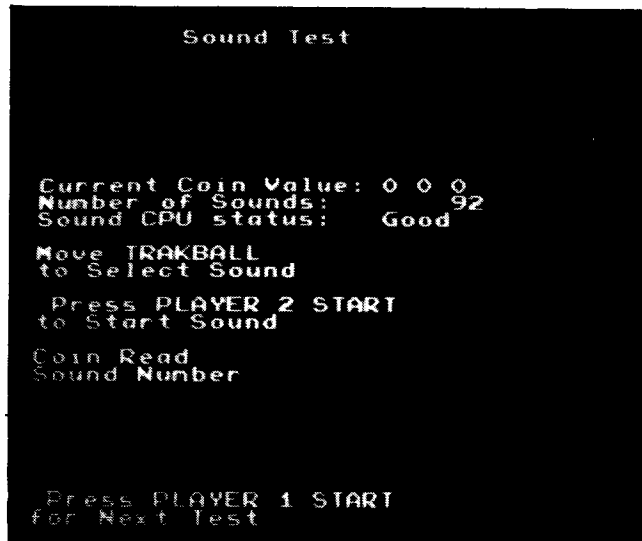 Sound Test
Current Coin Value: 0 0 0
Number of Sounds: 92
Sound CPU status: Good
Move TRAKBALL
to Select Sound
Press PLAYER 2 START
to Start Sound
Coin Read
Sound Number
Press PLAYER 1 START
for Next Test